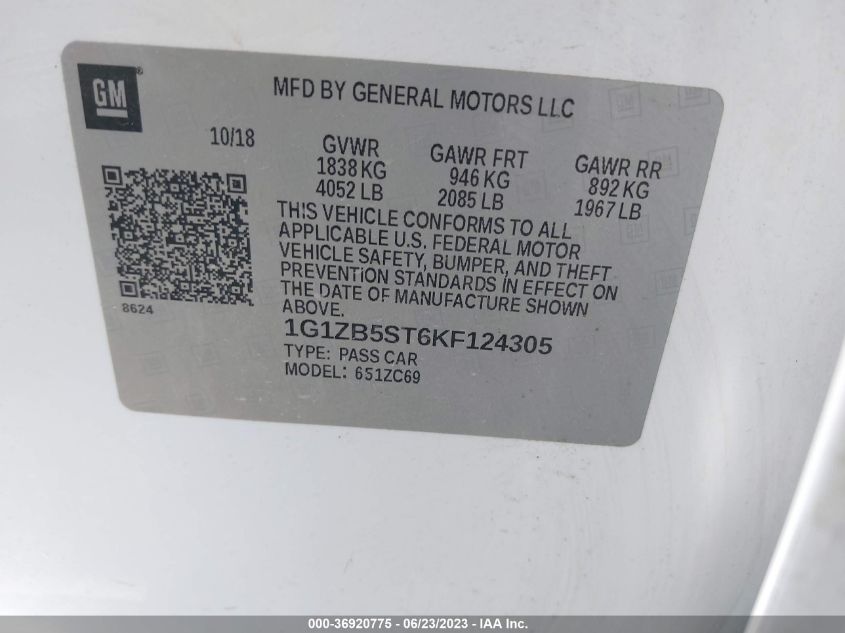 GM
MFD BY GENERAL MOTORS LLC
10/18
GVWR
1838 KG
4052 LB
GAWR FRT
946 KG
2085 LB
GAWR RR
892 KG
1967 LB
THIS VEHICLE CONFORMS TO ALL
APPLICABLE U.S. FEDERAL MOTOR
VEHICLE SAFETY, BUMPER, AND THEFT
PREVENTION STANDARDS IN EFFECT ON
THE DATE OF MANUFACTURE SHOWN
ABOVE.
8624
1G1ZB5ST6KF124305
TYPE: PASS CAR
MODEL: 651ZC69
000-36920775 - 06/23/2023 - IAA Inc.